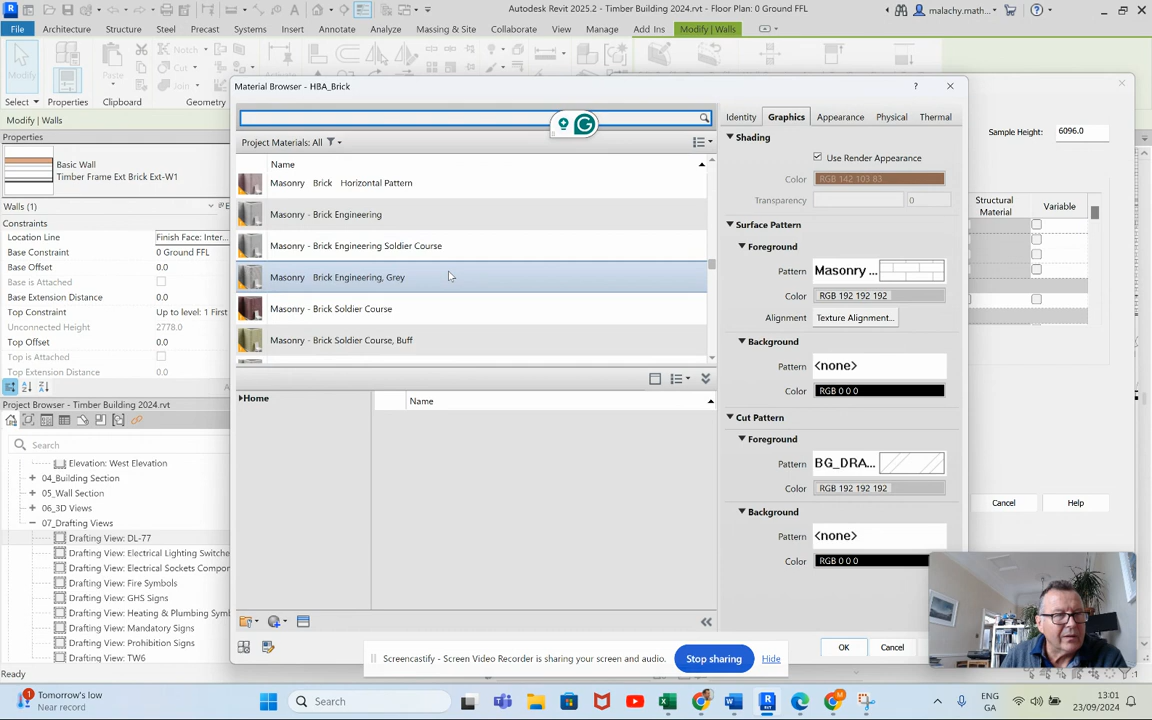 Autodesk Revit 2025.2 - Timber Building 2024.rvt - Floor Plan: 0 Ground FFL
malachy.math...
File Architecture Structure Steel Precast Systems Insert Annotate Analyze Massing & Site Collaborate View Manage Add Ins Modify | Walls
Modify
Paste
Notch
Cut
Join
Select Properties Clipboard Geometry
Modify | Walls
Properties
Basic Wall
Timber Frame Ext Brick Ext-W1
Walls (1)
Constraints
Location Line Finish Face: Inter...
Base Constraint 0 Ground FFL
Base Offset 0.0
Base is Attached
Base Extension Distance 0.0
Top Constraint Up to level: 1 First
Unconnected Height 2778.0
Top Offset 0.0
Top is Attached
Top Extension Distance 0.0
Project Browser - Timber Building 2024.rvt
Search
Elevation: West Elevation
04_Building Section
05_Wall Section
06_3D Views
07_Drafting Views
Drafting View: DL-77
Drafting View: Electrical Lighting Switche
Drafting View: Electrical Sockets Compor
Drafting View: Fire Symbols
Drafting View: GHS Signs
Drafting View: Heating & Plumbing Symb
Drafting View: Mandatory Signs
Drafting View: Prohibition Signs
Drafting View: TW6
Ready
Material Browser - HBA_Brick
? ×
Project Materials: All
Name
Masonry Brick Horizontal Pattern
Masonry - Brick Engineering
Masonry - Brick Engineering Soldier Course
Masonry Brick Engineering, Grey
Masonry - Brick Soldier Course
Masonry - Brick Soldier Course, Buff
Home
Name
Identity Graphics Appearance Physical Thermal
Shading
Use Render Appearance
Color RGB 142 103 83
Transparency 0
Surface Pattern
Foreground
Pattern Masonry ...
Color RGB 192 192 192
Alignment Texture Alignment...
Background
Pattern <none>
Color RGB 0 0 0
Cut Pattern
Foreground
Pattern BG_DRA...
Color RGB 192 192 192
Background
Pattern <none>
Color RGB 0 0 0
OK Cancel
Sample Height: 6096.0
Structural Material Variable
Cancel Help
Screencastify - Screen Video Recorder is sharing your screen and audio. Stop sharing Hide
1
Tomorrow's low
Near record
Search
ENG
GA
13:01
23/09/2024